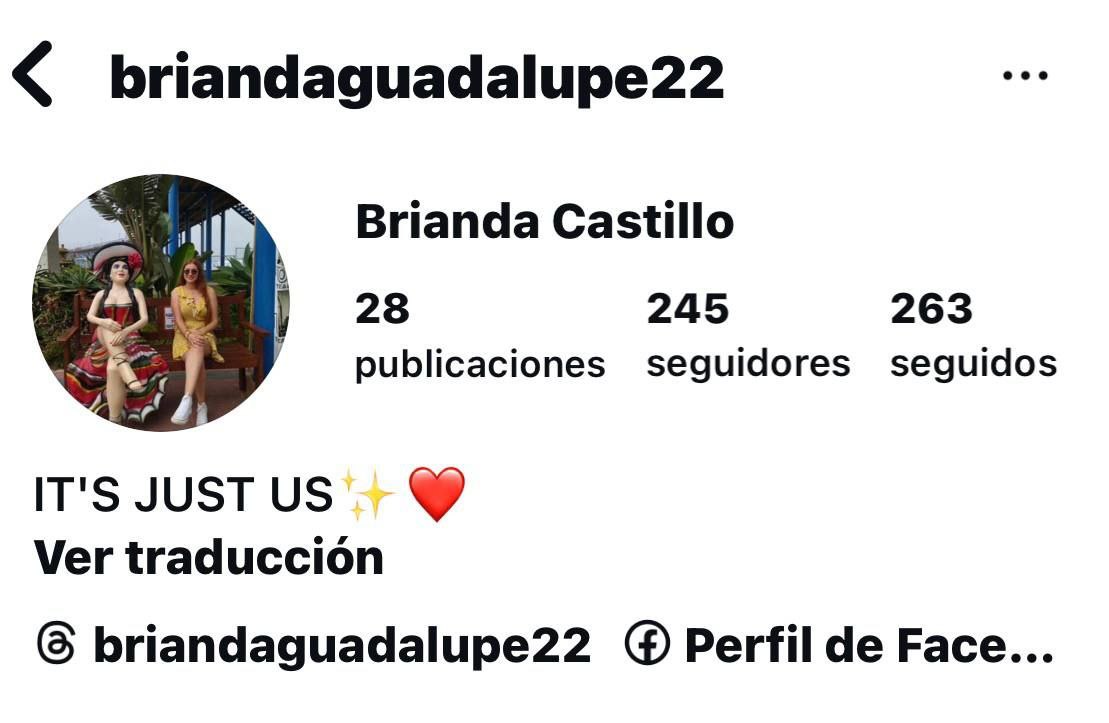 briandaguadalupe22
Brianda Castillo
28 245 263
publicaciones seguidores seguidos
IT'S JUST US✨❤️
Ver traducción
briandaguadalupe22 Perfil de Face...